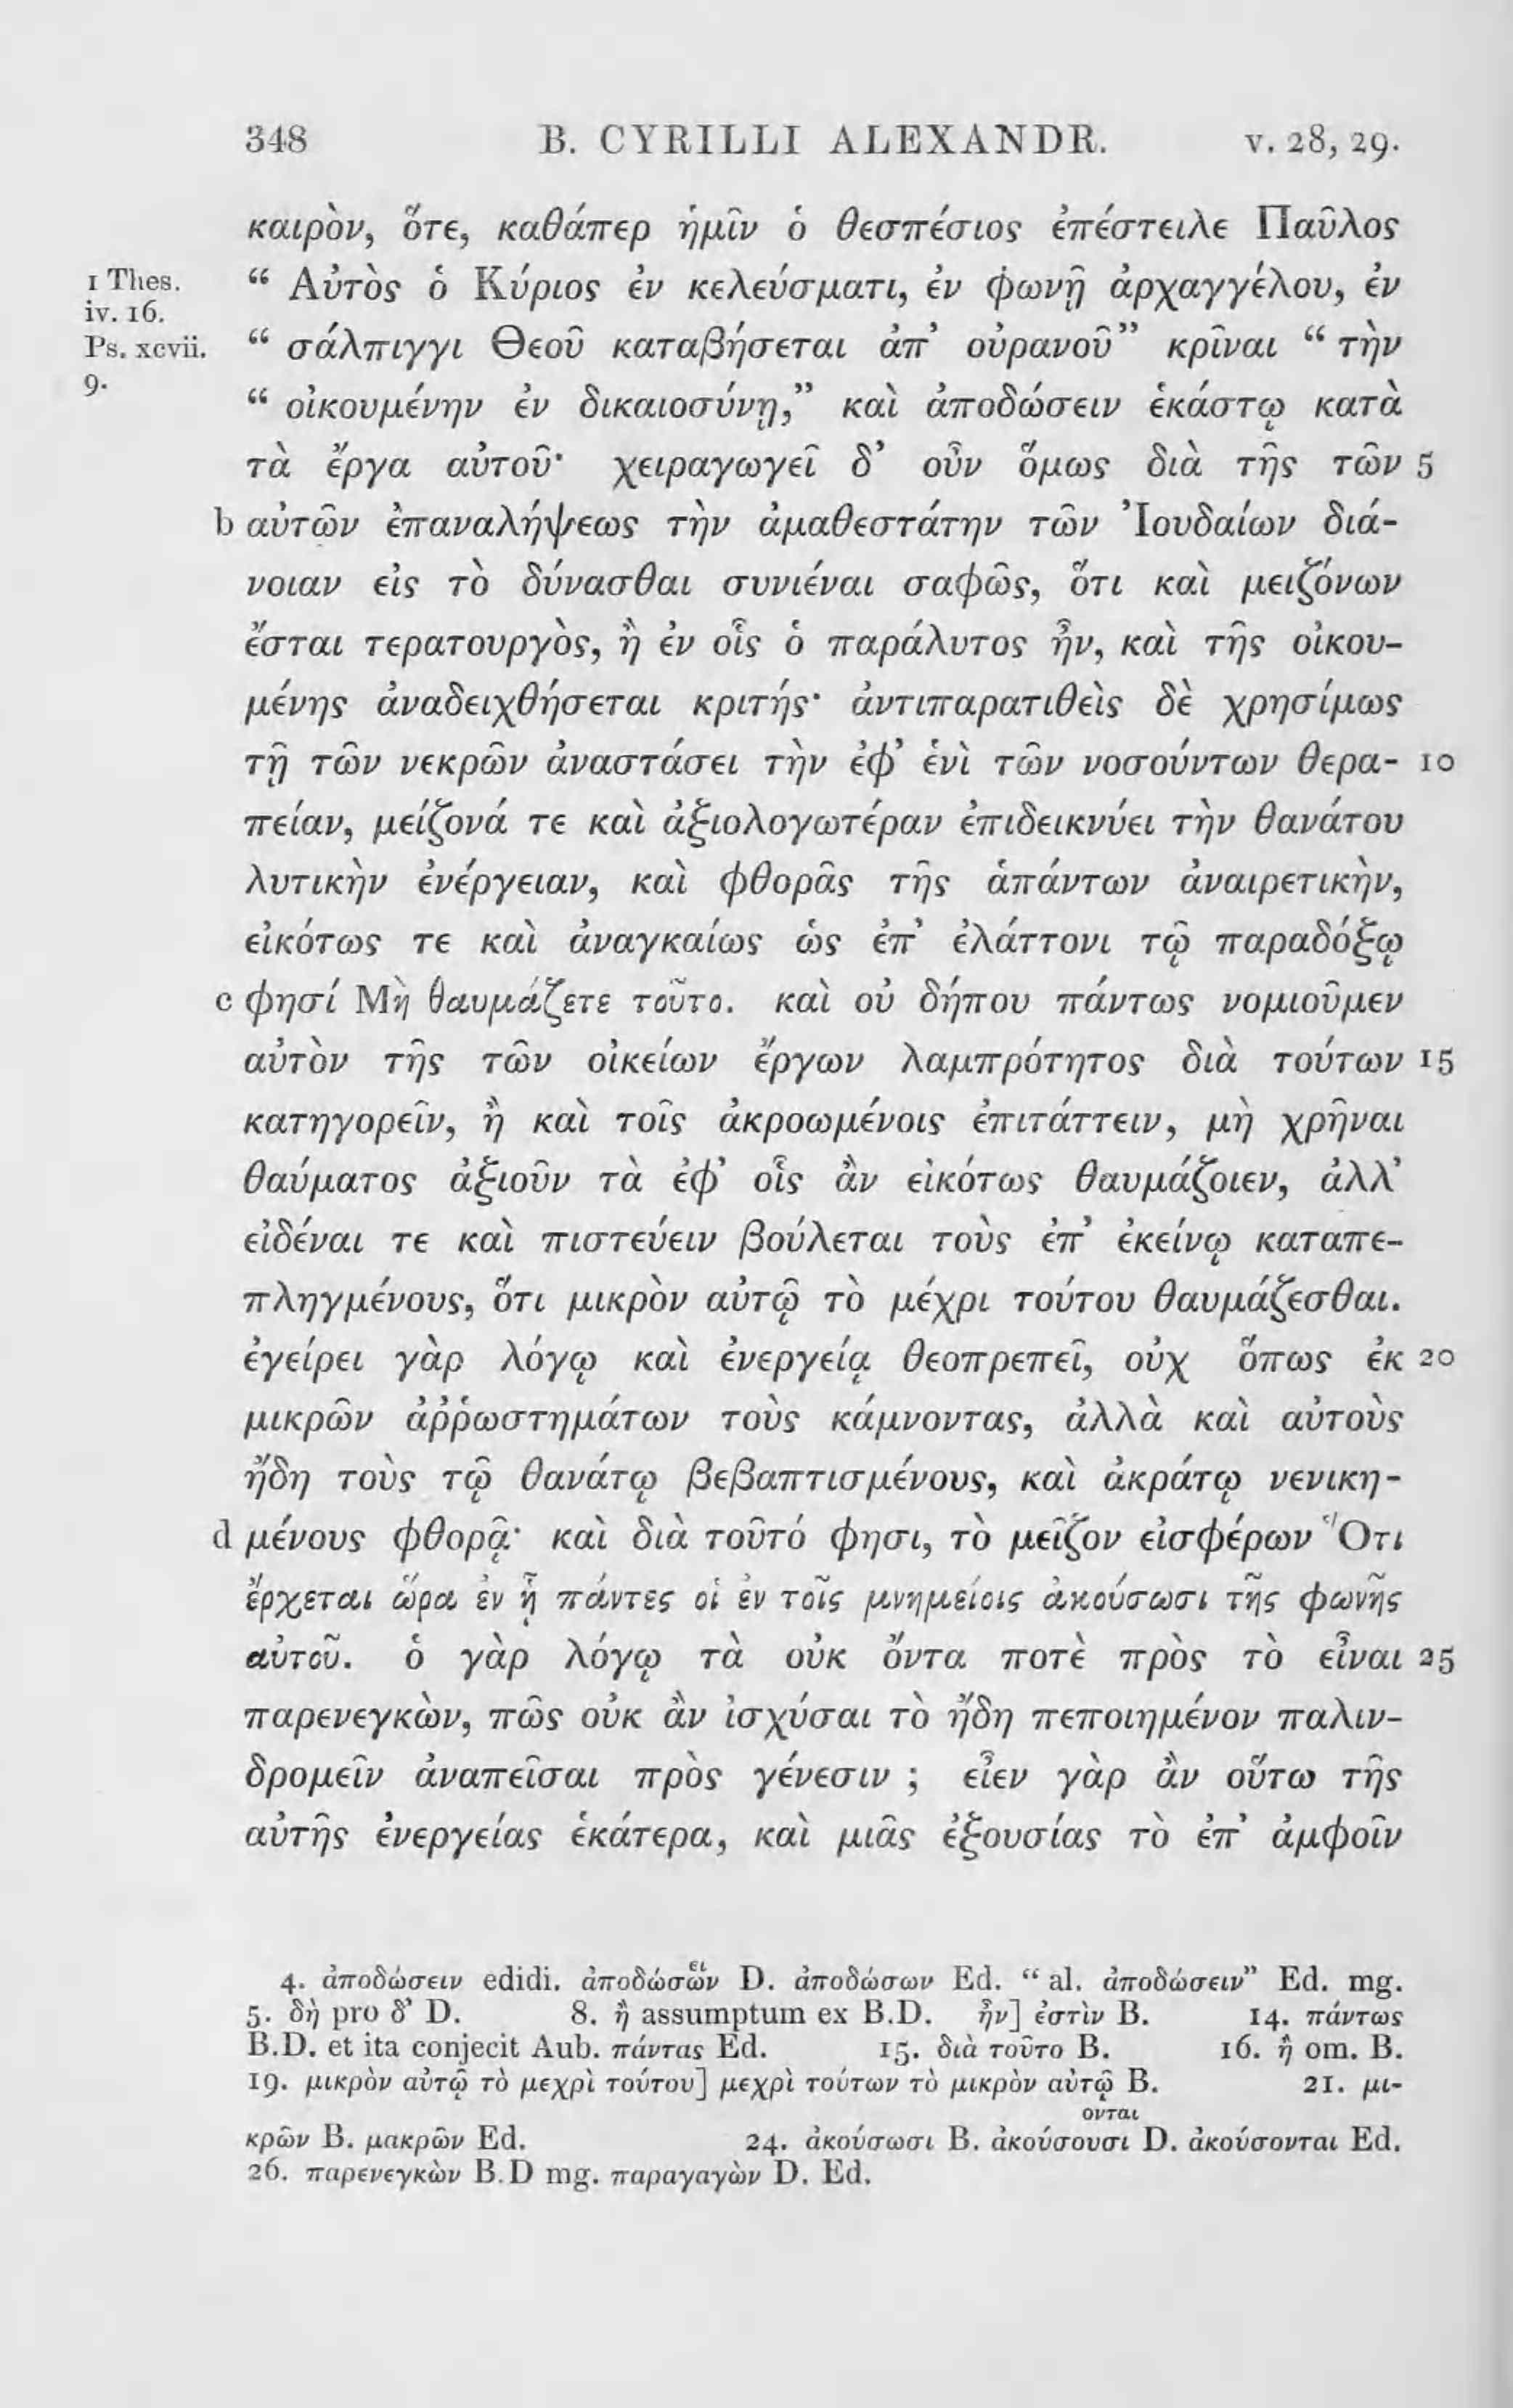 348 B. CYRILLI ALEXANDR. v. 28, 29.
καιρὸν, ὅτε, καθάπερ ἡμῖν ὁ θεσπέσιος ἐπέστειλε Παῦλος
1 Thes. “ Αὐτὸς ὁ Κύριος ἐν κελεύσματι, ἐν φωνῇ ἀρχαγγέλου, ἐν
iv. 16.
Ps. xcvii. “ σάλπιγγι Θεοῦ καταβήσεται ἀπ’ οὐρανοῦ” κρῖναι “ τὴν
9.
“ οἰκουμένην ἐν δικαιοσύνῃ,” καὶ ἀποδώσειν ἑκάστῳ κατὰ
τὰ ἔργα αὐτοῦ· χειραγωγεῖ δ’ οὖν ὅμως διὰ τῆς τῶν 5
b αὐτῶν ἐπαναλήψεως τὴν ἀμαθεστάτην τῶν Ἰουδαίων διά-
νοιαν εἰς τὸ δύνασθαι συνιέναι σαφῶς, ὅτι καὶ μειζόνων
ἔσται τερατουργὸς, ἢ ἐν οἷς ὁ παράλυτος ἦν, καὶ τῆς οἰκου-
μένης ἀναδειχθήσεται κριτής· ἀντιπαρατιθεὶς δὲ χρησίμως
τῇ τῶν νεκρῶν ἀναστάσει τὴν ἐφ’ ἑνὶ τῶν νοσούντων θερα- 10
πείαν, μείζονά τε καὶ ἀξιολογωτέραν ἐπιδεικνύει τὴν θανάτου
λυτικὴν ἐνέργειαν, καὶ φθορᾶς τῆς ἁπάντων ἀναιρετικὴν,
εἰκότως τε καὶ ἀναγκαίως ὡς ἐπ’ ἐλάττονι τῷ παραδόξῳ
c φησί Μὴ θαυμάζετε τοῦτο. καὶ οὐ δήπου πάντως νομιοῦμεν
αὐτὸν τῆς τῶν οἰκείων ἔργων λαμπρότητος διὰ τούτων 15
κατηγορεῖν, ἢ καὶ τοῖς ἀκροωμένοις ἐπιτάττειν, μὴ χρῆναι
θαύματος ἀξιοῦν τὰ ἐφ’ οἷς ἂν εἰκότως θαυμάζοιεν, ἀλλ’
εἰδέναι τε καὶ πιστεύειν βούλεται τοὺς ἐπ’ ἐκείνῳ καταπε-
πληγμένους, ὅτι μικρὸν αὐτῷ τὸ μέχρι τούτου θαυμάζεσθαι.
ἐγείρει γὰρ λόγῳ καὶ ἐνεργείᾳ θεοπρεπεῖ, οὐχ ὅπως ἐκ 20
μικρῶν ἀῤῥωστημάτων τοὺς κάμνοντας, ἀλλὰ καὶ αὐτοὺς
ἤδη τοὺς τῷ θανάτῳ βεβαπτισμένους, καὶ ἀκράτῳ νενικη-
d μένους φθορᾷ· καὶ διὰ τοῦτό φησι, τὸ μεῖζον εἰσφέρων Ὅτι
ἔρχεται ὥρα ἐν ᾗ πάντες οἱ ἐν τοῖς μνημείοις ἀκούσωσι τῆς φωνῆς
αὐτοῦ. ὁ γὰρ λόγῳ τὰ οὐκ ὄντα ποτὲ πρὸς τὸ εἶναι 25
παρενεγκὼν, πῶς οὐκ ἂν ἰσχύσαι τὸ ἤδη πεποιημένον παλιν-
δρομεῖν ἀναπεῖσαι πρὸς γένεσιν ; εἶεν γὰρ ἂν οὕτω τῆς
αὐτῆς ἐνεργείας ἑκάτερα, καὶ μιᾶς ἐξουσίας τὸ ἐπ’ ἀμφοῖν
4. ἀποδώσειν edidi. ἀποδώσων ει D. ἀποδώσων Ed. “ al. ἀποδώσειν” Ed. mg.
5. δὴ pro δ’ D. 8. ἢ assumptum ex B.D. ἦν] ἐστὶν B. 14. πάντως
B.D. et ita conjecit Aub. πάντας Ed. 15. διὰ τοῦτο B. 16. ἢ om. B.
19. μικρὸν αὐτῷ τὸ μεχρὶ τούτου] μεχρὶ τούτων τὸ μικρὸν αὐτῷ B. 21. μι-
ονται
κρῶν B. μακρῶν Ed. 24. ἀκούσωσι B. ἀκούσουσι D. ἀκούσονται Ed.
26. παρενεγκὼν B.D mg. παραγαγὼν D. Ed.